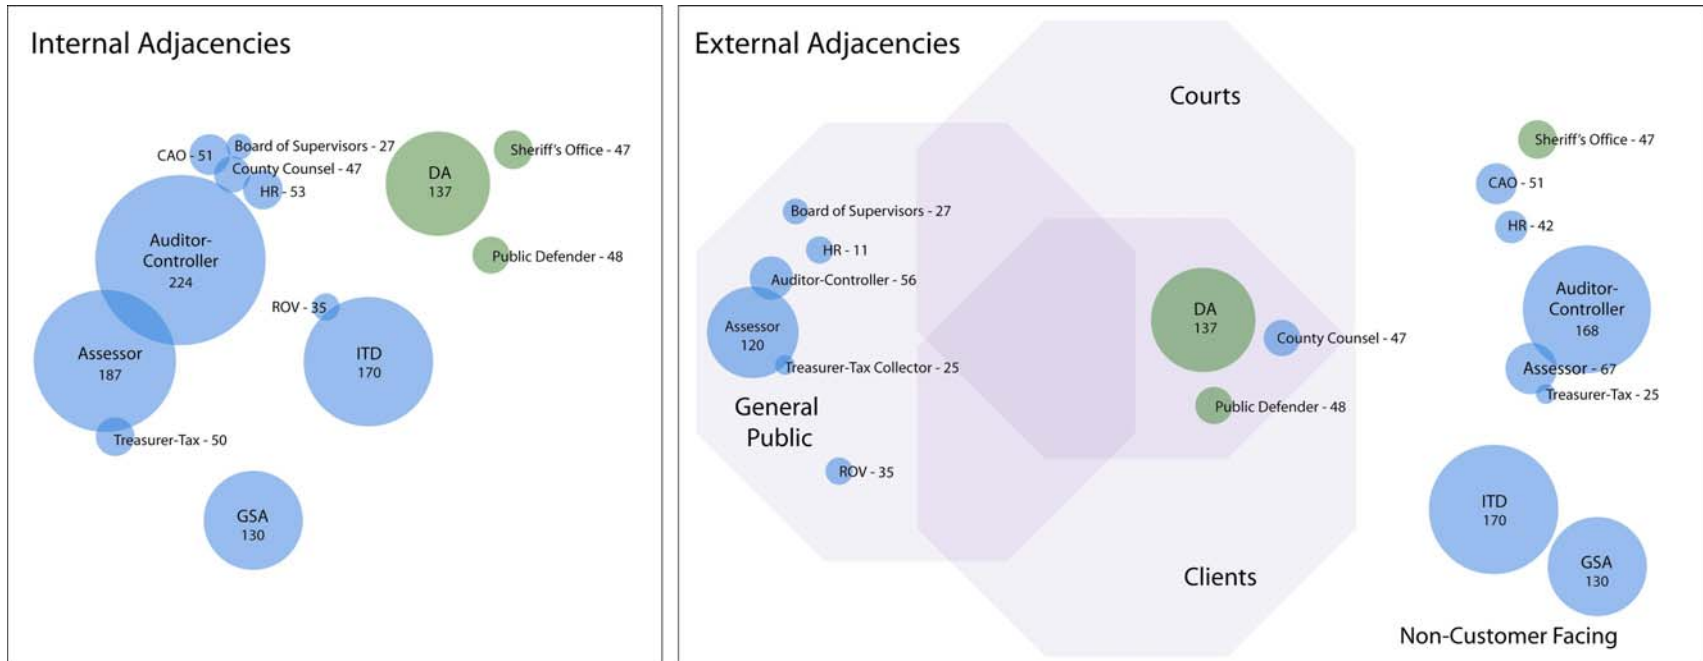 Internal Adjacencies
CAO - 51
Board of Supervisors - 27
County Counsel - 47
HR - 53
DA
137
Sheriff's Office - 47
Auditor-
Controller
224
Public Defender - 48
ROV - 35
Assessor
187
ITD
170
Treasurer-Tax - 50
GSA
130
External Adjacencies
Courts
Board of Supervisors - 27
HR - 11
Auditor-Controller - 56
Assessor
120
Treasurer-Tax Collector - 25
General
Public
ROV - 35
DA
137
County Counsel - 47
Public Defender - 48
Clients
Sheriff's Office - 47
CAO - 51
HR - 42
Auditor-
Controller
168
Assessor - 67
Treasurer-Tax - 25
ITD
170
GSA
130
Non-Customer Facing